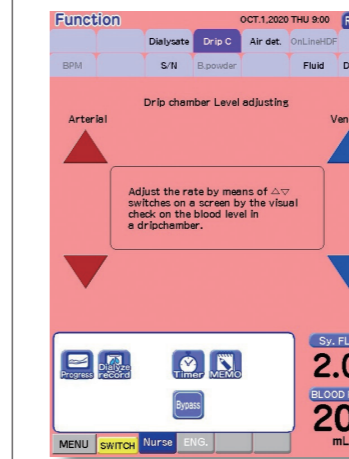 Function OCT.1,2020 THU 9:00
Dialysate Drip C Air det. OnLineHDF
BPM S/N B.powder Fluid
Drip chamber Level adjusting
Arterial
Adjust the rate by means of △▽
switches on a screen by the visual
check on the blood level in
a dripchamber.
Progress Dialyze record Timer MEMO
Bypass
Sy.
2.0
BLOOD
20
mL
MENU SWITCH Nurse ENG.